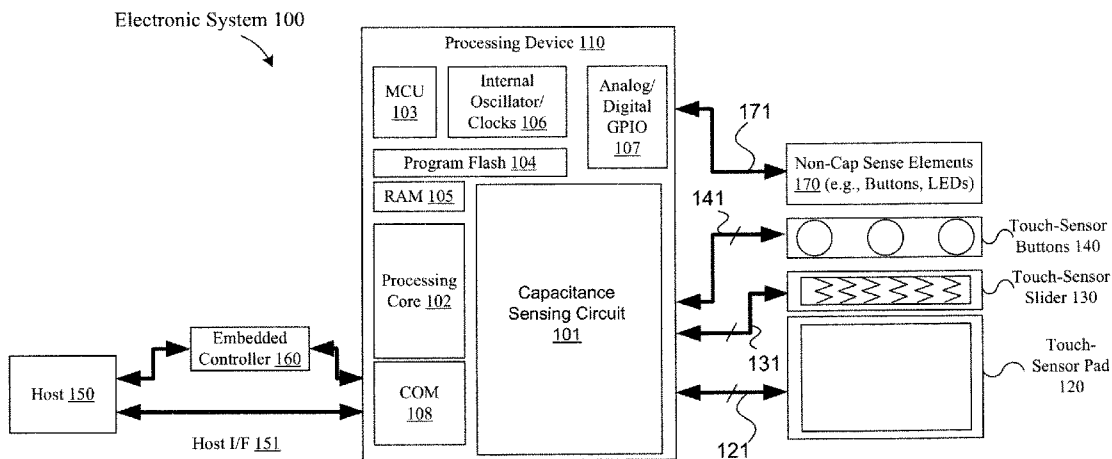 Electronic System 100
Processing Device 110
MCU
103
Internal
Oscillator/
Clocks 106
Analog/
Digital
GPIO
107
Program Flash 104
RAM 105
Processing
Core
102
Capacitance
Sensing Circuit
101
COM
108
Embedded
Controller 160
Host 150
Host I/F 151
171
Non-Cap Sense Elements
170 (e.g., Buttons, LEDs)
141
Touch-Sensor
Buttons 140
Touch-Sensor
Slider 130
131
Touch-
Sensor Pad
120
121